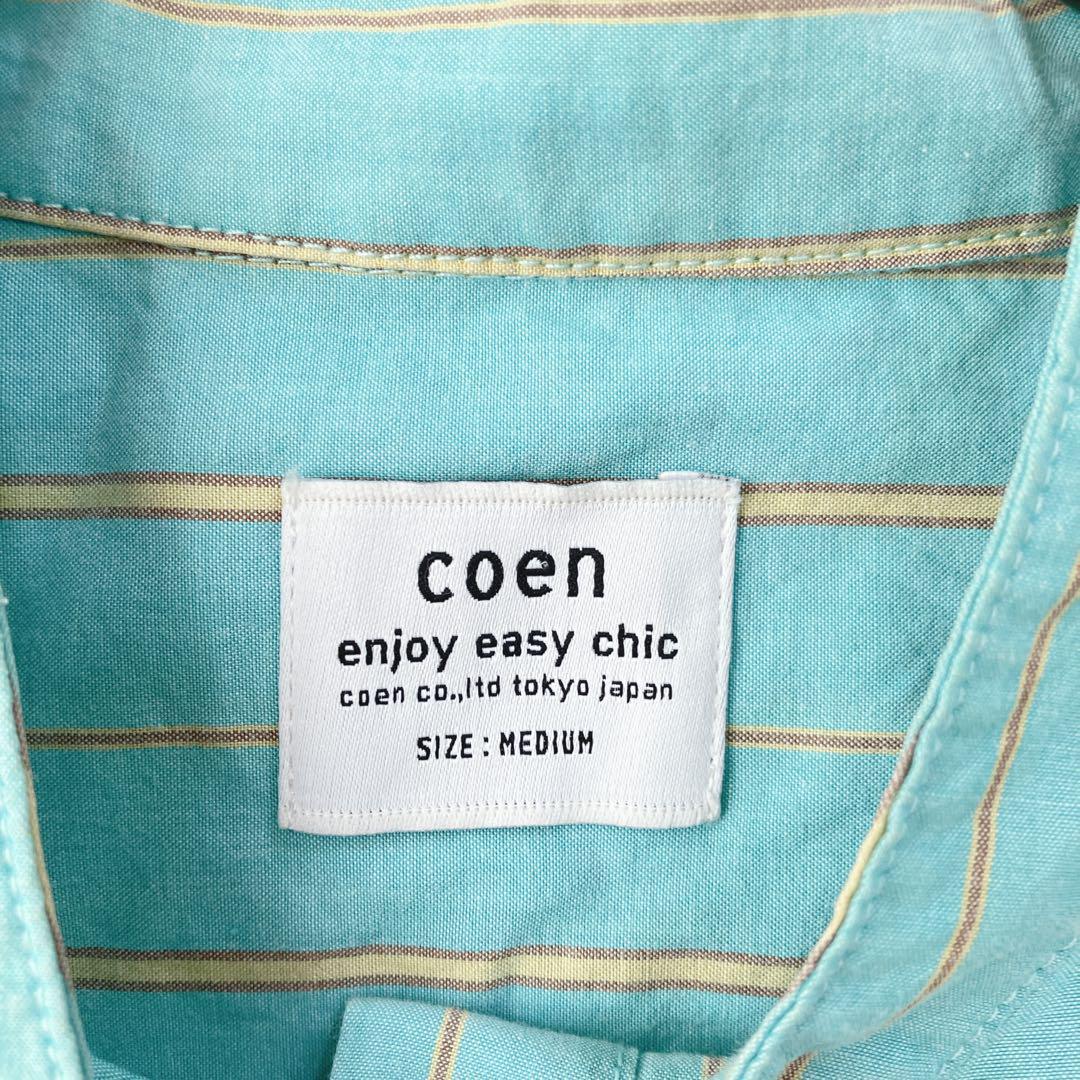 coen
enjoy easy chic
coen co.,ltd tokyo japan
SIZE : MEDIUM